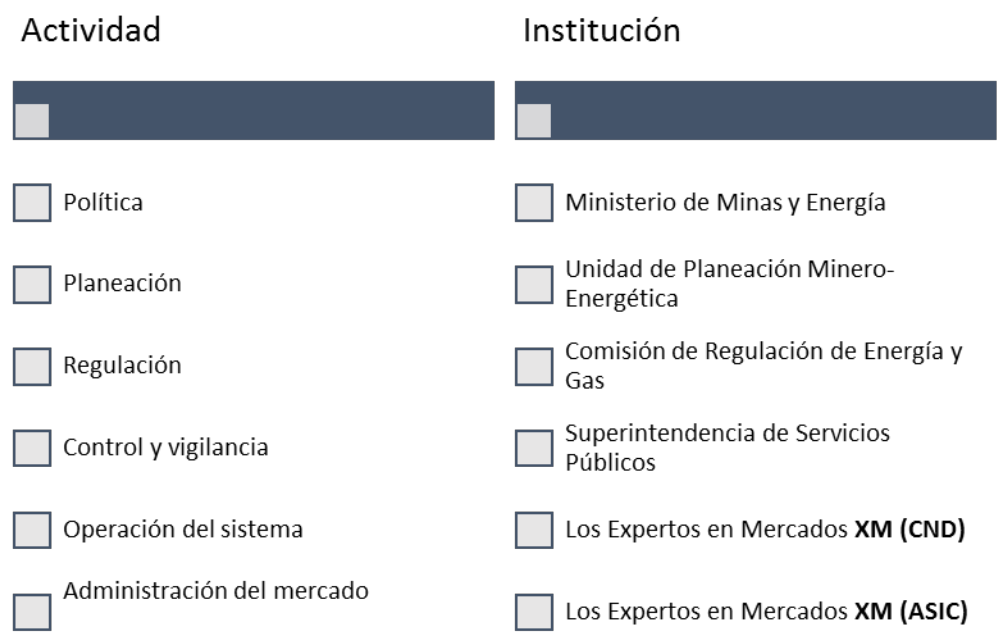 Actividad
Política
Planeación
Regulación
Control y vigilancia
Operación del sistema
Administración del mercado
Institución
Ministerio de Minas y Energía
Unidad de Planeación Minero-
Energética
Comisión de Regulación de Energía y
Gas
Superintendencia de Servicios
Públicos
Los Expertos en Mercados XM (CND)
Los Expertos en Mercados XM (ASIC)